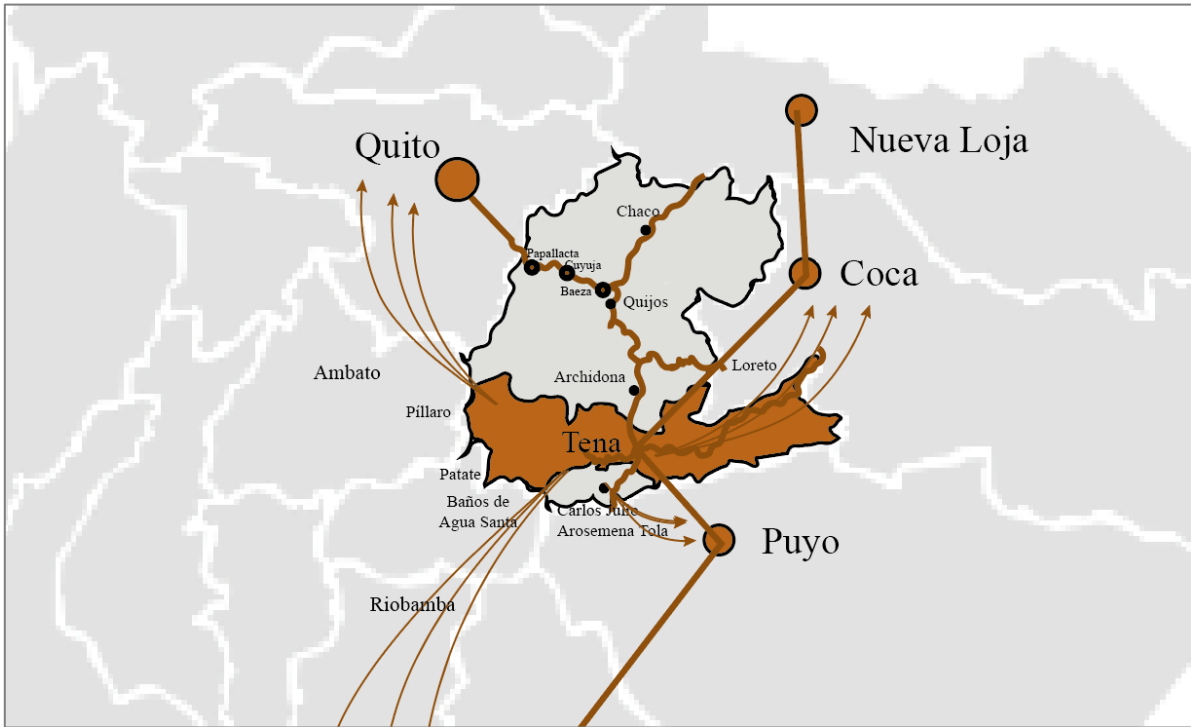 Nueva Loja
Quito
Chaco
Papallacta
Cuyuja
Coca
Baeza
Quijos
Loreto
Ambato
Archidona
Píllaro
Tena
Patate
Baños de
Agua Santa
Carlos Julio
Arosemena Tola
Puyo
Riobamba